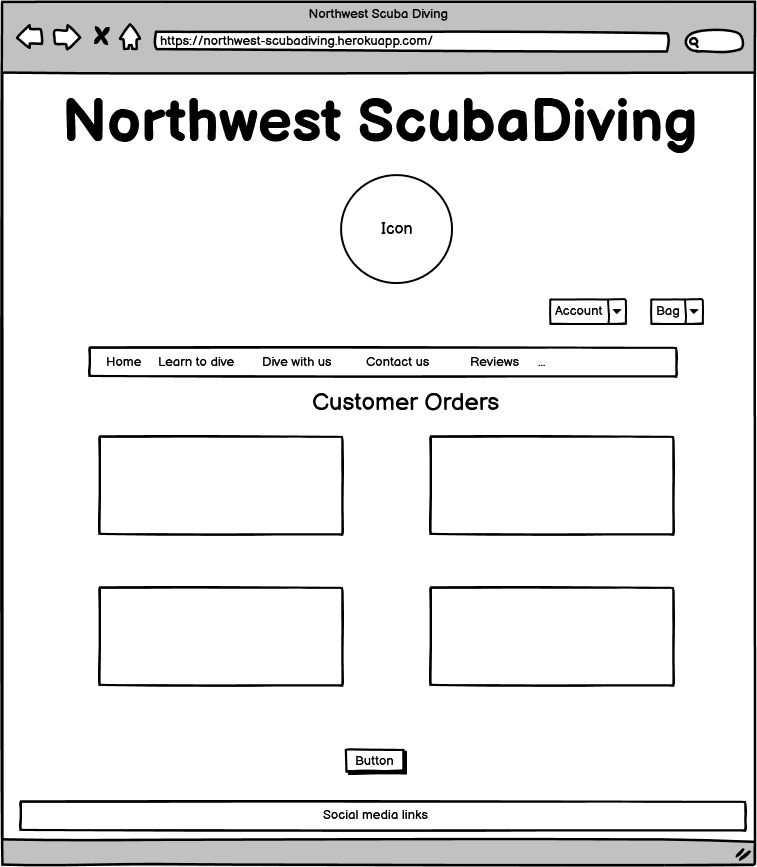 Northwest Scuba Diving
https://northwest-scubadiving.herokuapp.com/
Northwest ScubaDiving
Icon
Account Bag
Home Learn to dive Dive with us Contact us Reviews ...
Customer Orders
Button
Social media links